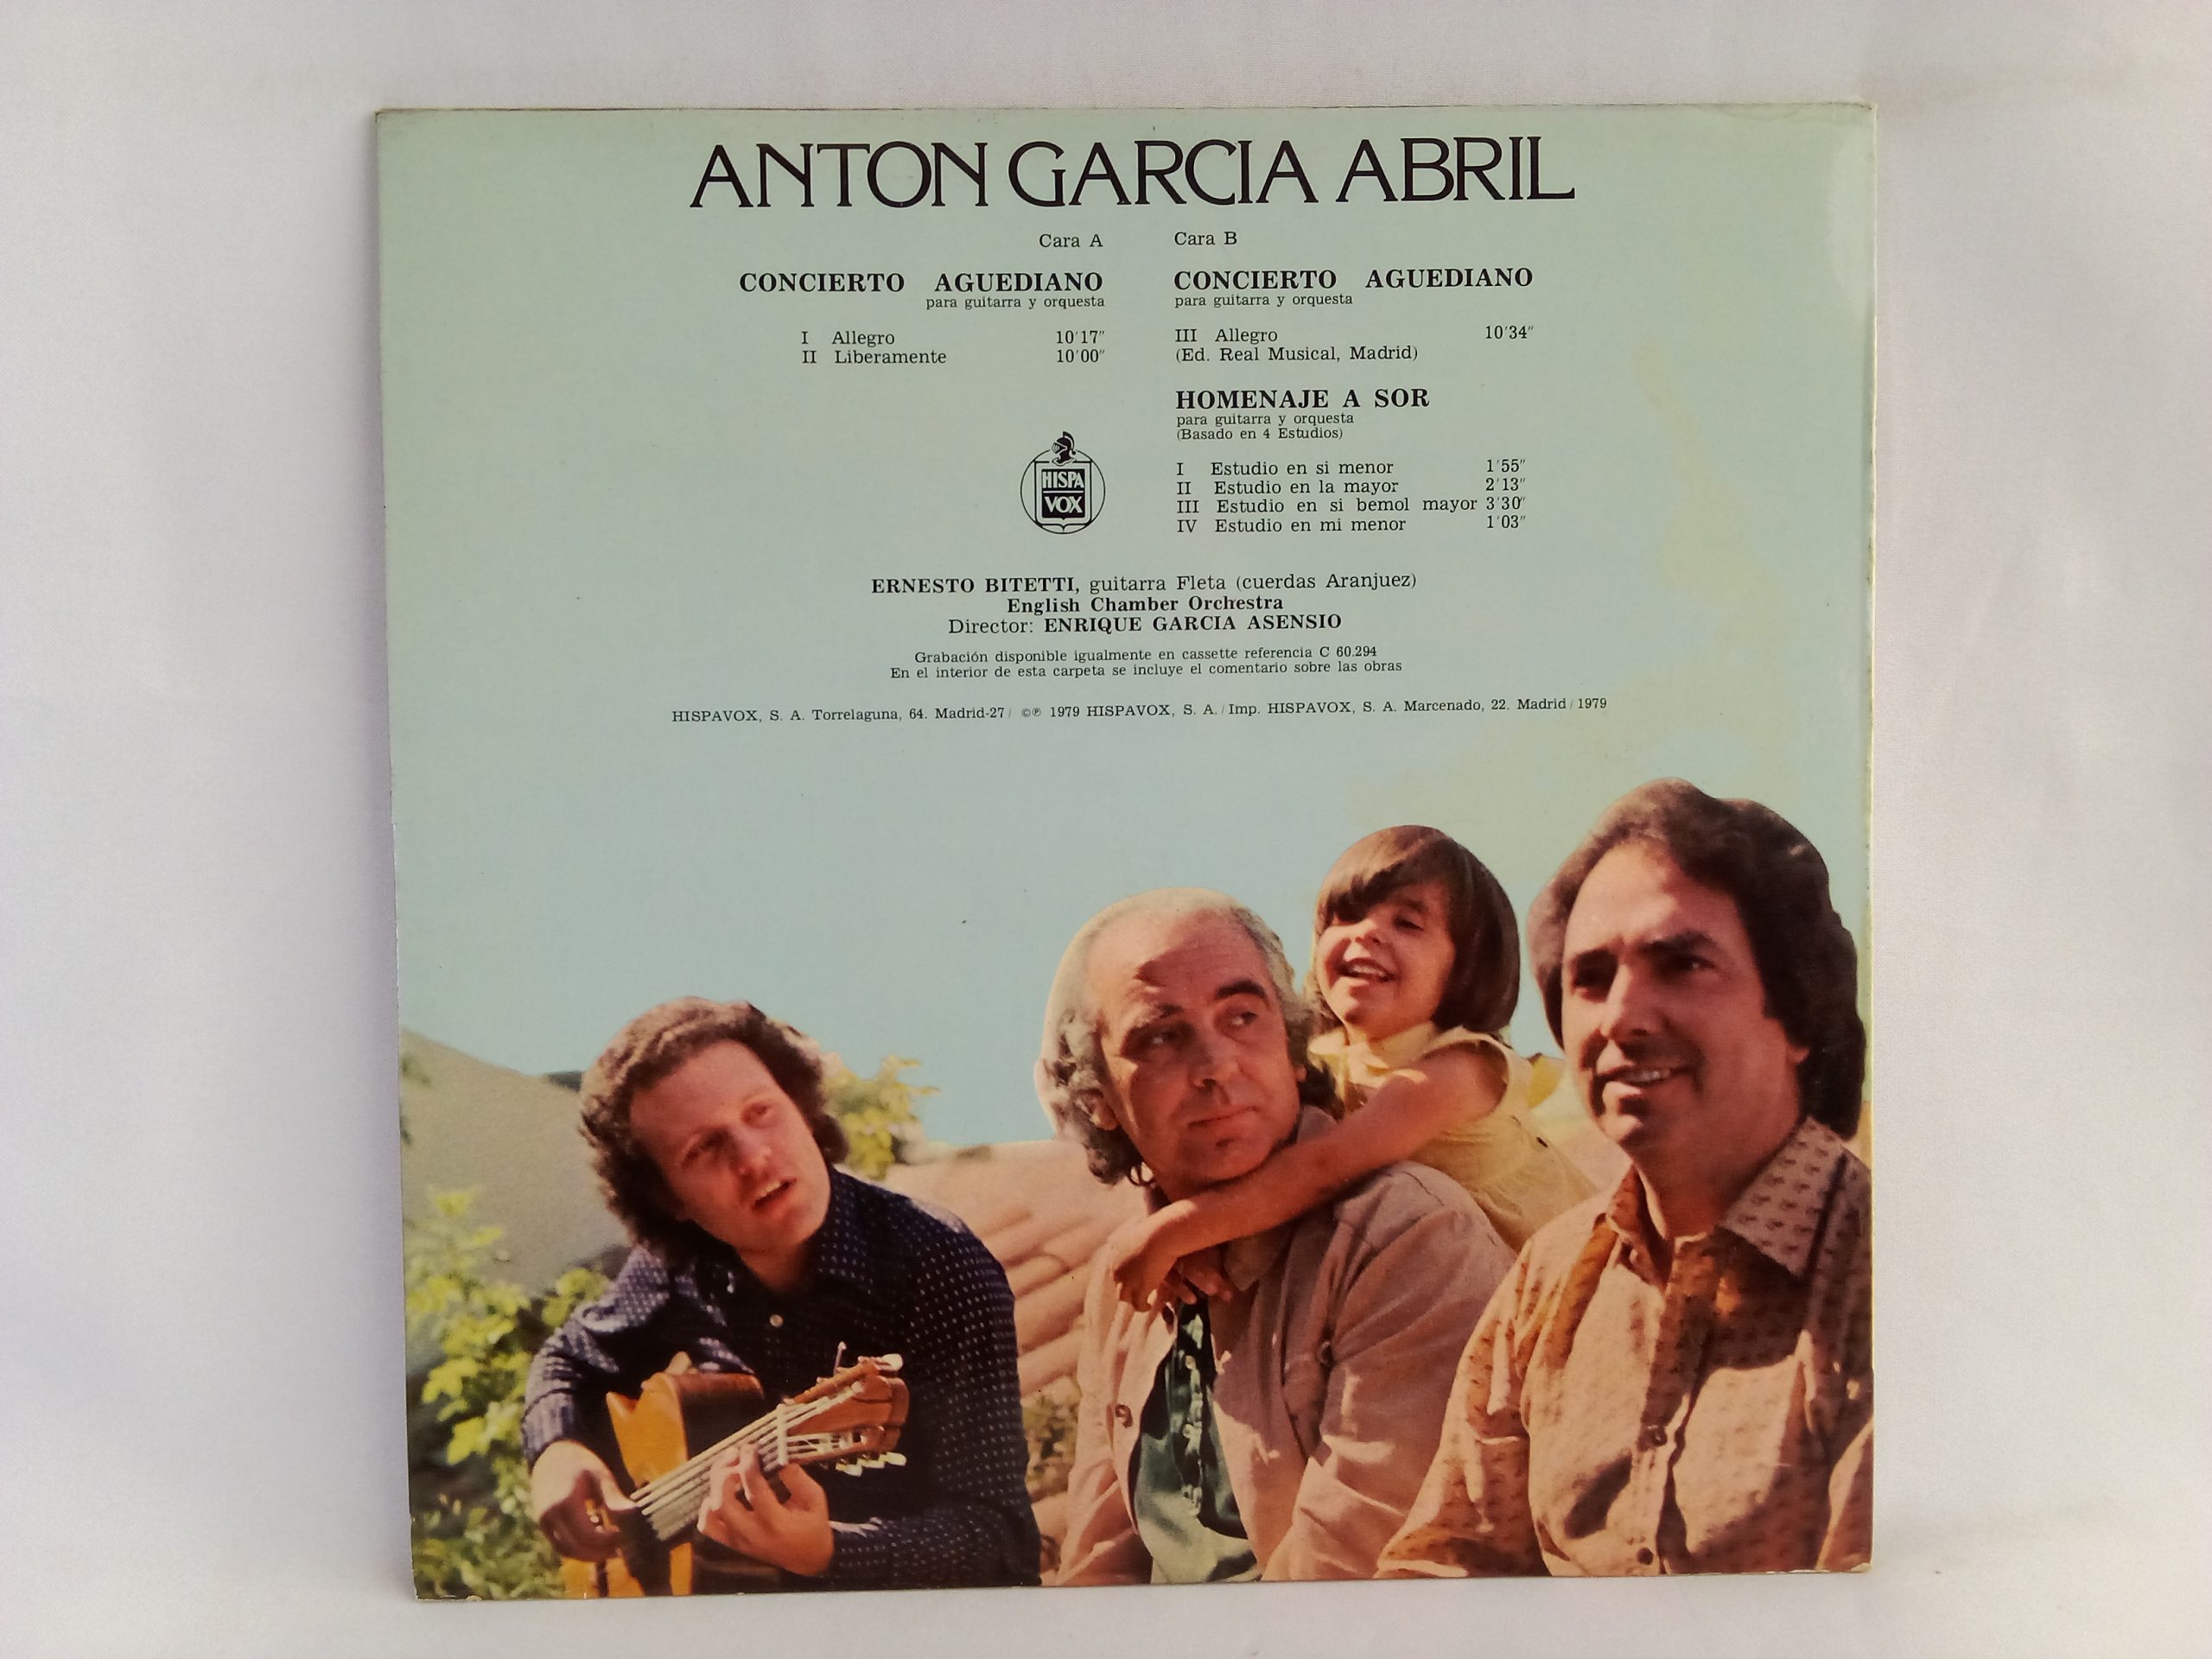 ANTON GARCIA ABRIL
Cara A
CONCIERTO AGUEDIANO
para guitarra y orquesta
I Allegro 10'17"
II Liberamente 10'00"
Cara B
CONCIERTO AGUEDIANO
para guitarra y orquesta
III Allegro 10'34"
(Ed. Real Musical, Madrid)
HOMENAJE A SOR
para guitarra y orquesta
(Basado en 4 Estudios)
I Estudio en si menor 1'55"
II Estudio en la mayor 2'13"
III Estudio en si bemol mayor 3'30"
IV Estudio en mi menor 1'03"
HISPA
VOX
ERNESTO BITETTI, guitarra Fleta (cuerdas Aranjuez)
English Chamber Orchestra
Director: ENRIQUE GARCIA ASENSIO
Grabación disponible igualmente en cassette referencia C 60.294
En el interior de esta carpeta se incluye el comentario sobre las obras
HISPAVOX, S. A. Torrelaguna, 64. Madrid-27 / ©℗ 1979 HISPAVOX, S. A. / Imp. HISPAVOX, S. A. Marcenado, 22. Madrid / 1979